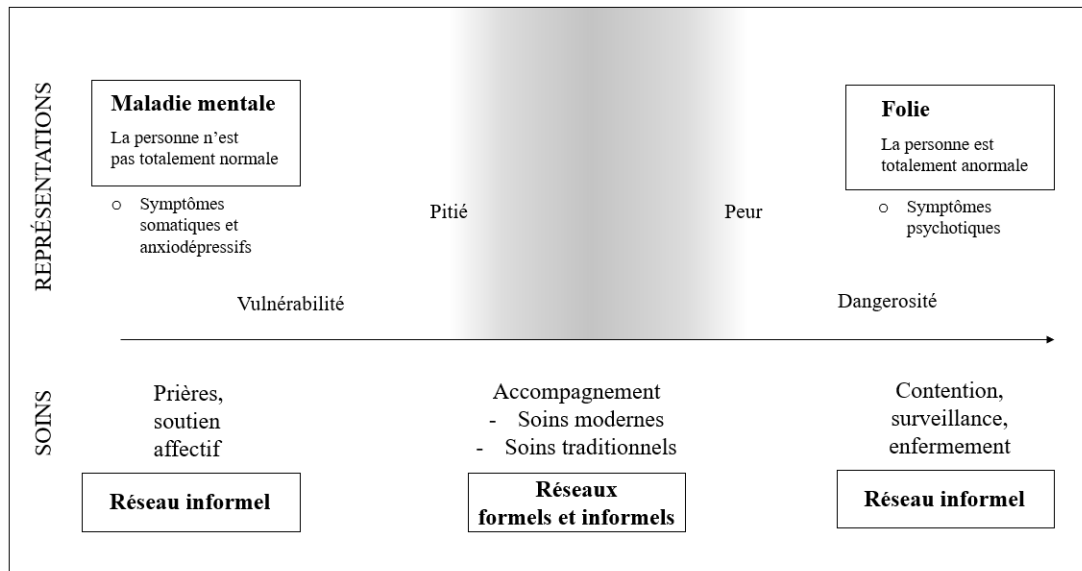 REPRÉSENTATIONS
Maladie mentale
La personne n'est
pas totalement normale
o Symptômes
somatiques et
anxiodépressifs
Pitié
Vulnérabilité
Peur
Folie
La personne est
totalement anormale
o Symptômes
psychotiques
Dangerosité
SOINS
Prières,
soutien
affectif
Réseau informel
Accompagnement
- Soins modernes
- Soins traditionnels
Réseaux
formels et informels
Contention,
surveillance,
enfermement
Réseau informel